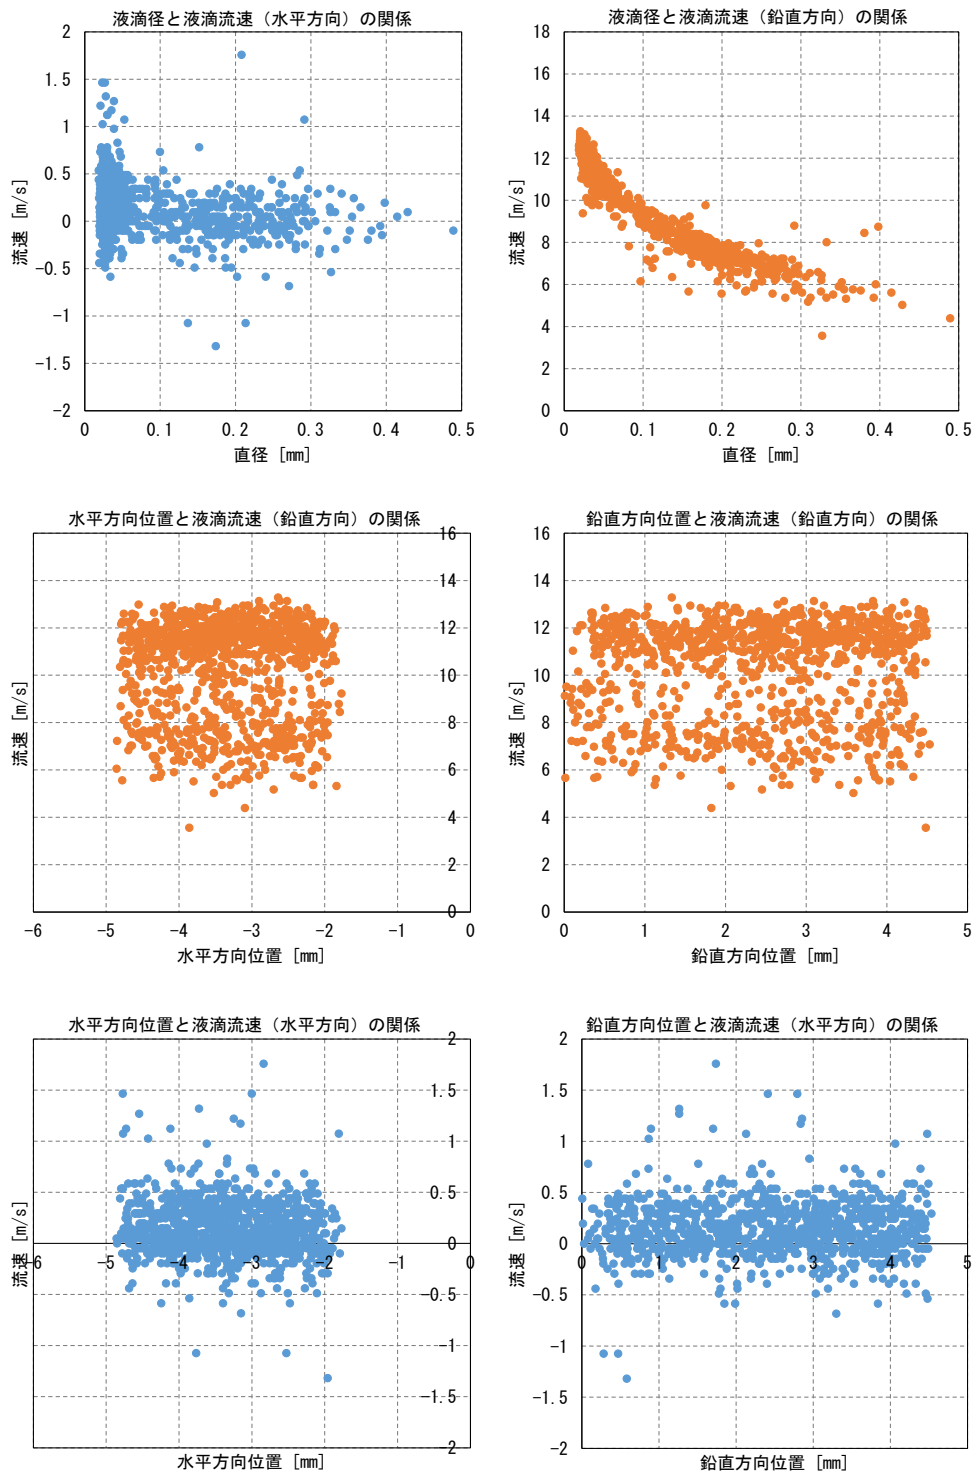 液滴径と液滴流速（水平方向）の関係
2
1.5
1
0.5
0
-0.5
-1
-1.5
-2
流速 [m/s]
0 0.1 0.2 0.3 0.4 0.5
直径 [mm]
液滴径と液滴流速（鉛直方向）の関係
18
16
14
12
10
8
6
4
2
0
流速 [m/s]
0 0.1 0.2 0.3 0.4 0.5
直径 [mm]
水平方向位置と液滴流速（鉛直方向）の関係
16
14
12
10
8
6
4
2
0
流速 [m/s]
-6 -5 -4 -3 -2 -1 0
水平方向位置 [mm]
鉛直方向位置と液滴流速（鉛直方向）の関係
16
14
12
10
8
6
4
2
0
流速 [m/s]
0 1 2 3 4 5
鉛直方向位置 [mm]
水平方向位置と液滴流速（水平方向）の関係
2
1.5
1
0.5
0
-0.5
-1
-1.5
-2
流速 [m/s]
-6 -5 -4 -3 -2 -1 0
水平方向位置 [mm]
鉛直方向位置と液滴流速（水平方向）の関係
2
1.5
1
0.5
0
-0.5
-1
-1.5
-2
流速 [m/s]
0 1 2 3 4 5
鉛直方向位置 [mm]